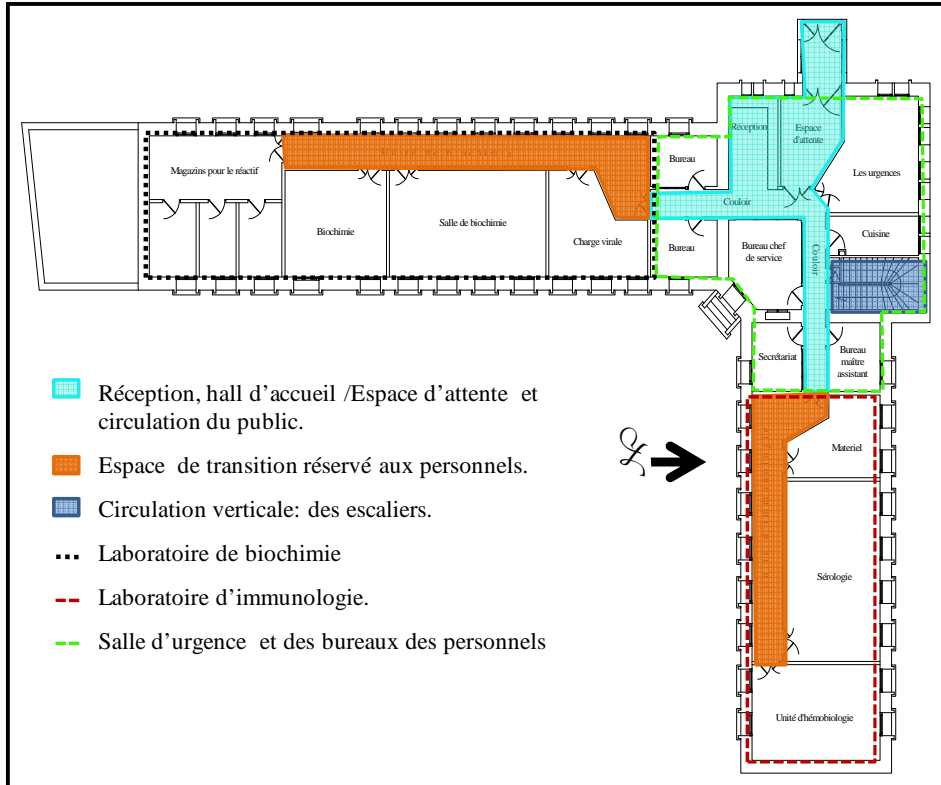 Réception
Espace
d'attente
Les urgences
Bureau
Magazins pour le réactif
Couloir
Biochimie
Salle de biochimie
Charge virale
Bureau
Bureau chef
de service
Couloir
Cuisine
Secrétariat
Bureau
maître
assistant
Réception, hall d'accueil /Espace d'attente et
circulation du public.
Espace de transition réservé aux personnels.
Circulation verticale: des escaliers.
Laboratoire de biochimie
Laboratoire d'immunologie.
Salle d'urgence et des bureaux des personnels
Materiel
Sérologie
Unité d'hémobiologie